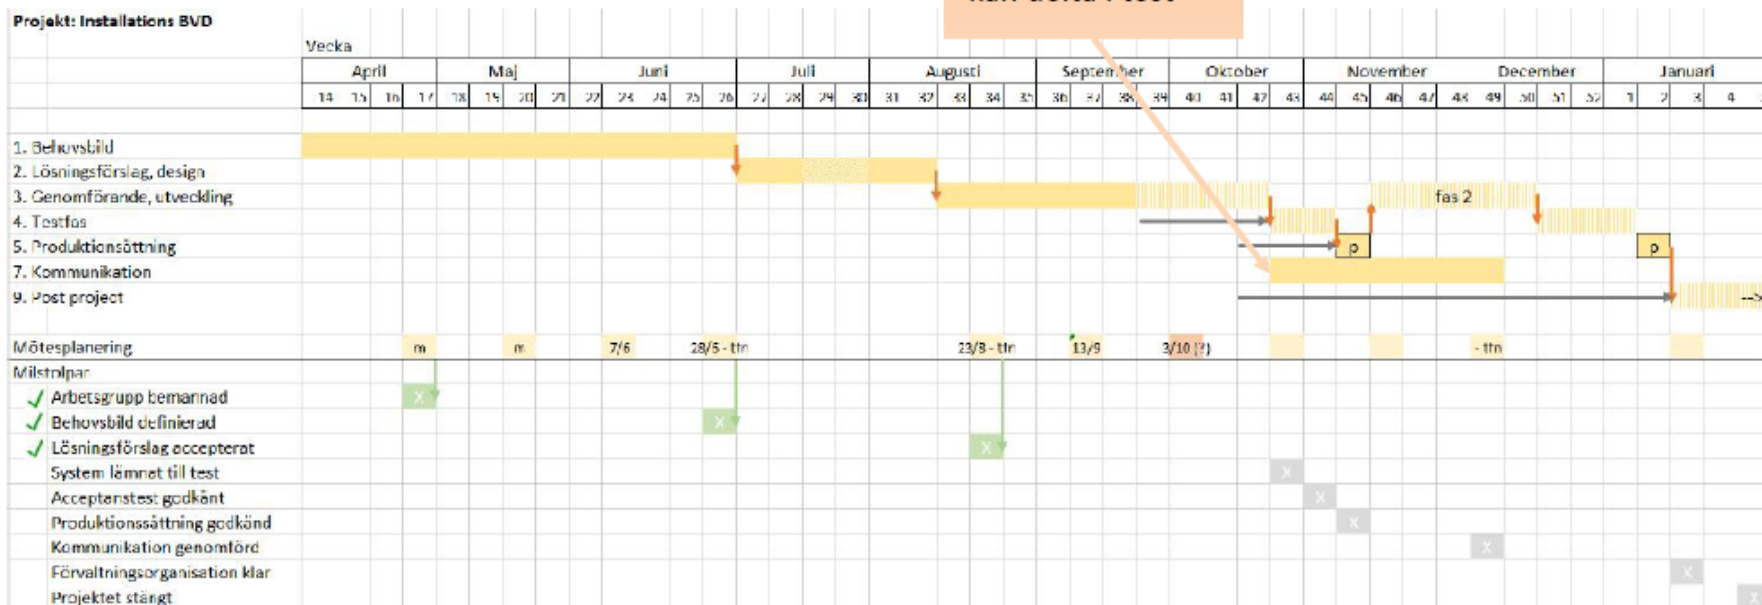 Projekt: Installations BVD
Vecka
April Maj Juni Juli Augusti September Oktober November December Januari
14 15 16 17 18 19 20 21 22 23 24 25 26 27 28 29 30 31 32 33 34 35 36 37 38 39 40 41 42 43 44 45 46 47 48 49 50 51 52 1 2 3 4
1. Behovsbild
2. Lösningsförslag, design
3. Genomförande, utveckling fas 2
4. Testfas
5. Produktionsättning p p
7. Kommunikation
9. Post project -->
Mötesplanering m m 7/6 28/6 - tfn 23/8 - tfn 13/9 3/10 (?) - tfn
Milstolpar
Arbetsgrupp bemannad X
Behovsbild definierad X
Lösningsförslag accepterat X
System lämnat till test X
Acceptanstest godkänt X
Produktionssättning godkänd X
Kommunikation genomförd X
Förvaltningsorganisation klar X
Projektet stängt X